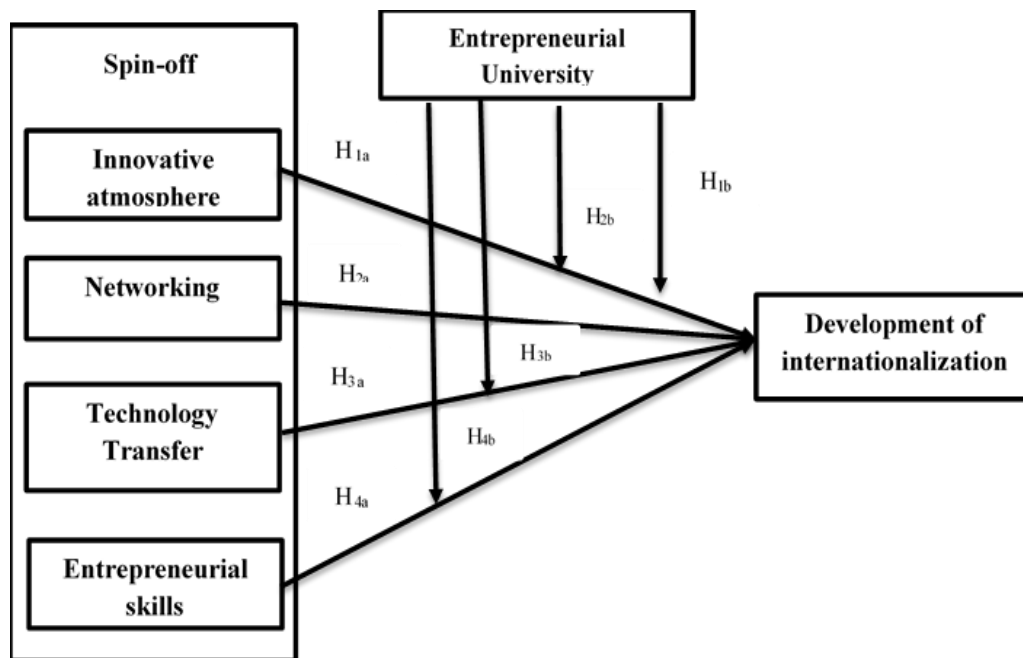 Spin-off
Innovative
atmosphere
Networking
Technology
Transfer
Entrepreneurial
skills
Entrepreneurial
University
H1a
H2a
H3a
H4a
H1b
H2b
H3b
H4b
Development of
internationalization